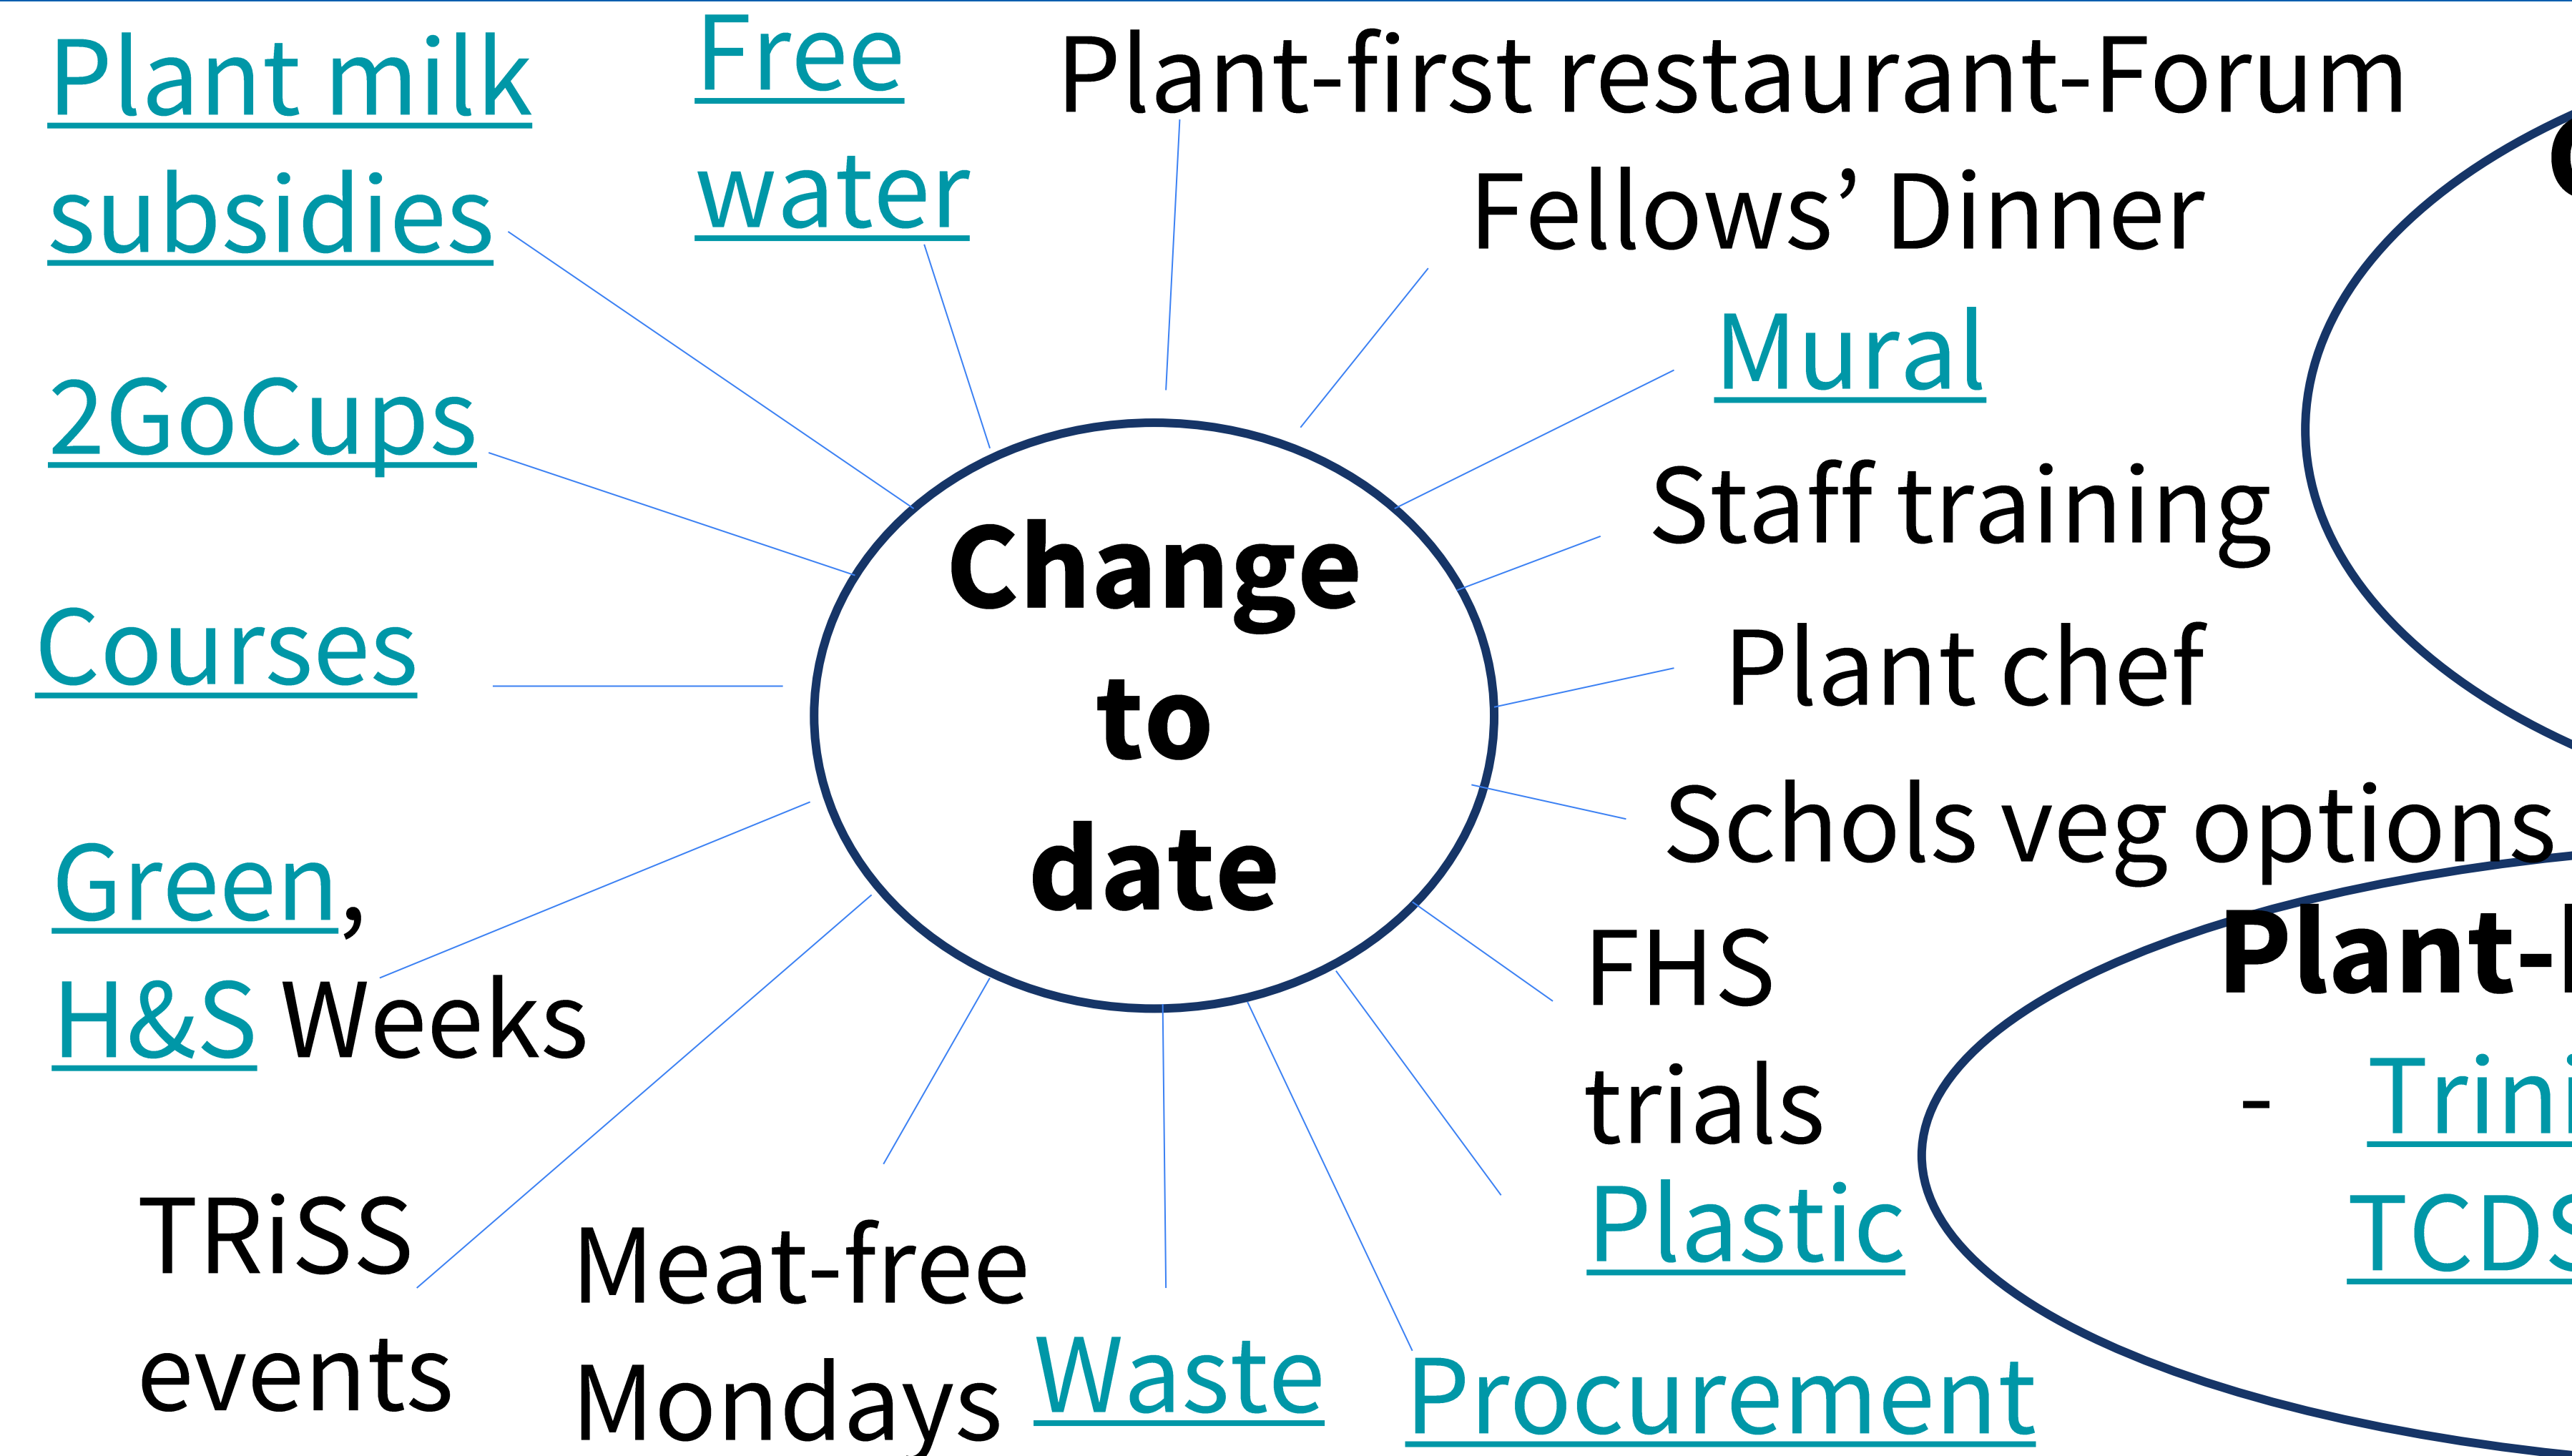 Plant milk
subsidies
Free
water
Plant-first restaurant-Forum
Fellows’ Dinner
Mural
2GoCups
Staff training
Courses
Change
to
date
Plant chef
Schols veg options
Green,
H&S Weeks
FHS
trials
Plastic
TRiSS
events
Meat-free
Mondays
Waste
Procurement
Plant-
-